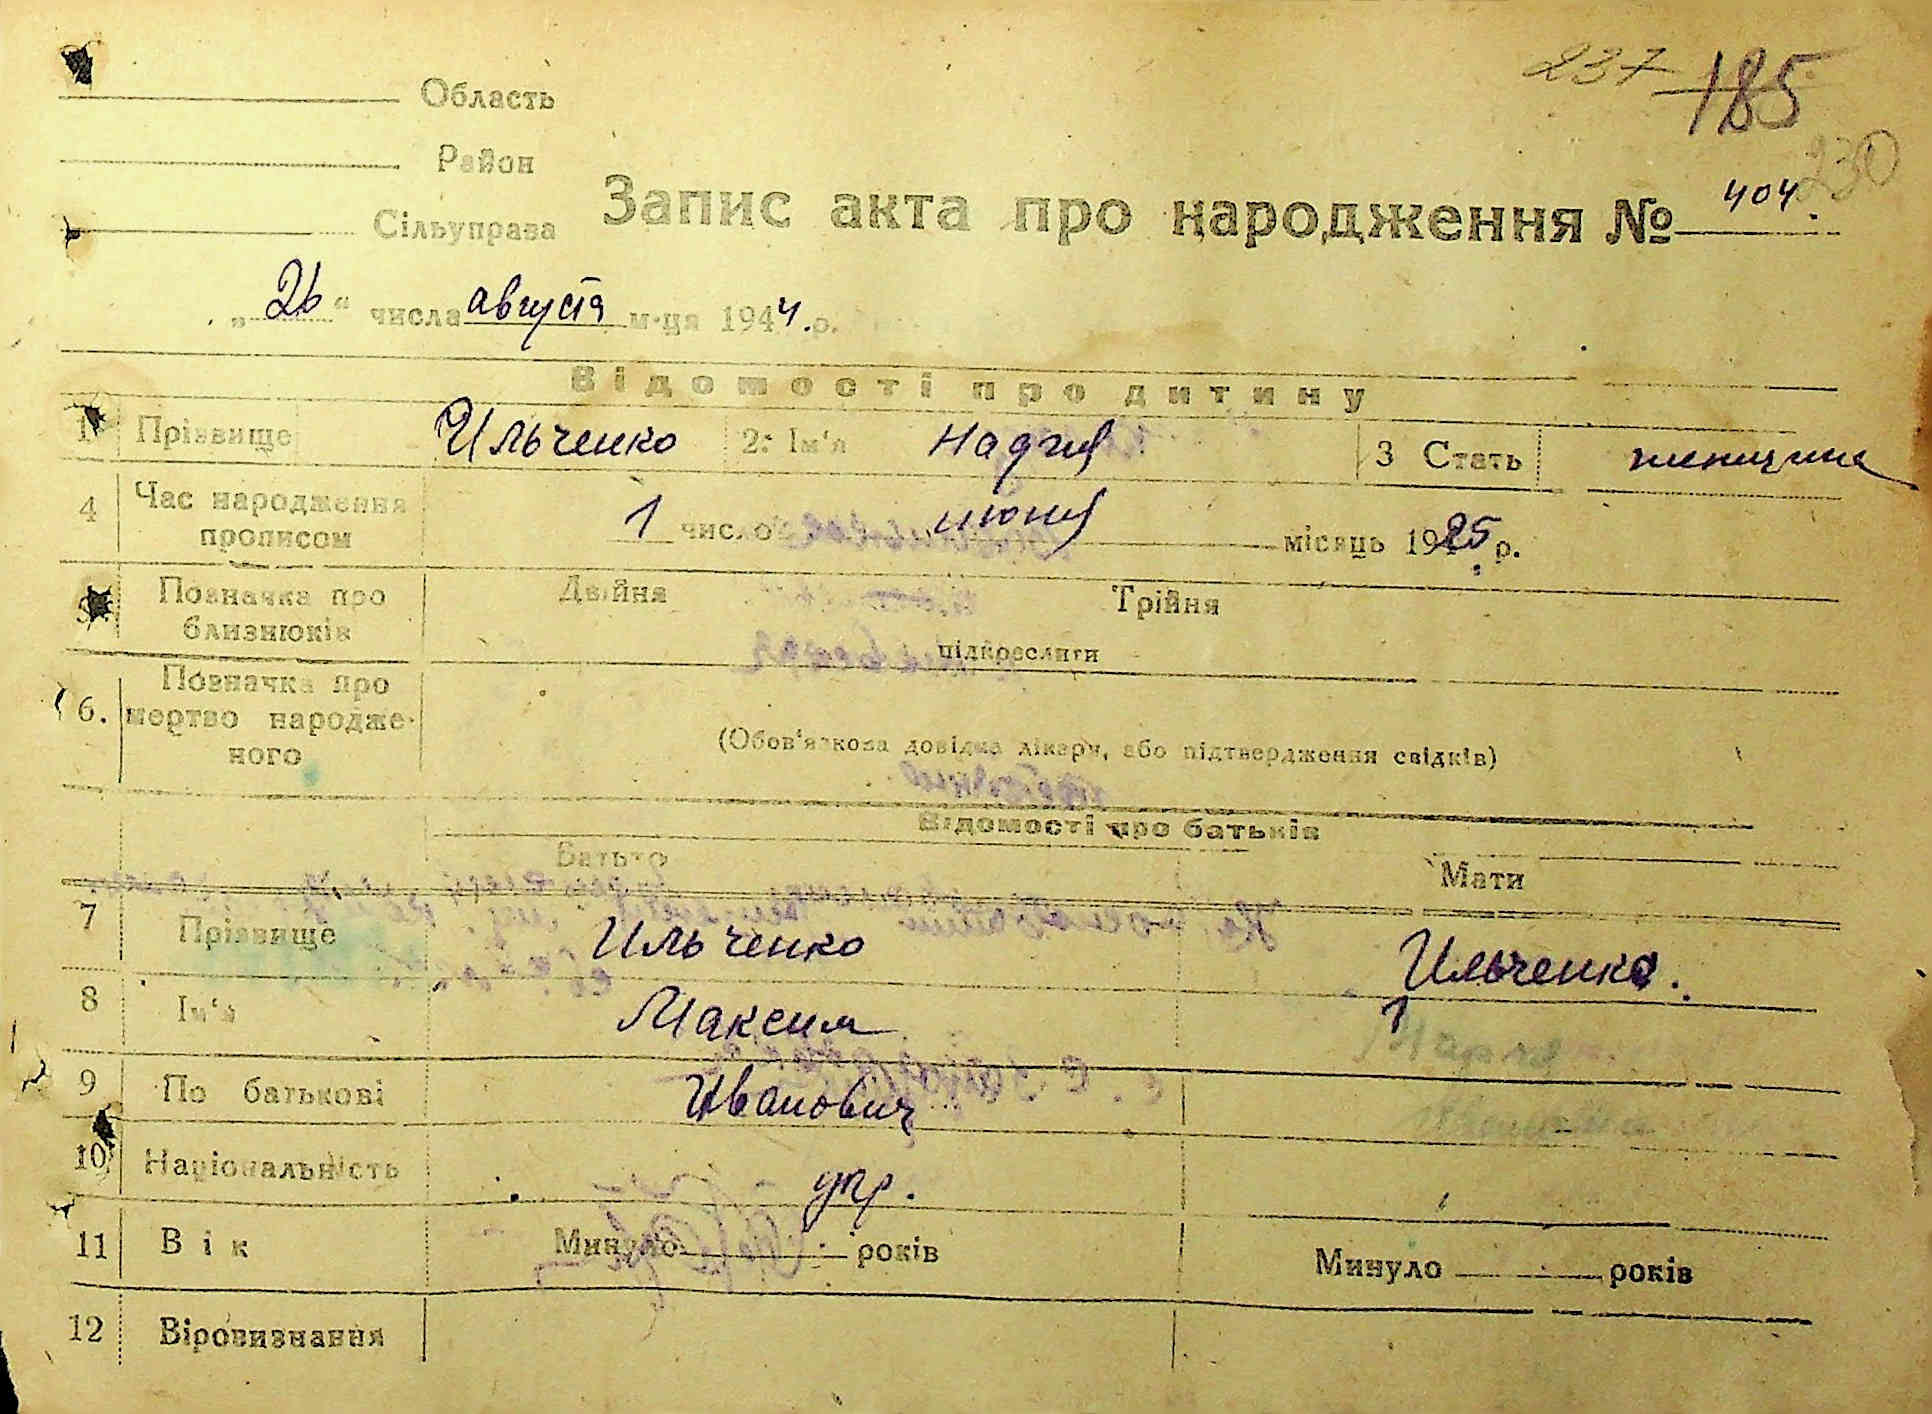 237 185
230
Область
Район
Сільуправа
Запис акта про народження № 404.
„26“ числа августа м-ця 1944.р.
Відомості про дитину
1 Прізвище Ильченко 2. Ім'я Надгия 3 Стать женщина
4 Час народження прописом 1 число июня місяць 1925 р.
5. Позначка про близнюків Двійня Трійня
підкреслити
6. Позначка про мертво народженого
(Обов'язкова довідка лікаря, або підтвердження свідків)
Відомості про батьків
Батько Мати
7 Прізвище Ильченко Ильченко.
8 Ім'я Максим Мария
9 По батькові Иванович
10 Національність укр.
11 Вік Минуло років Минуло років
12 Віровизнання